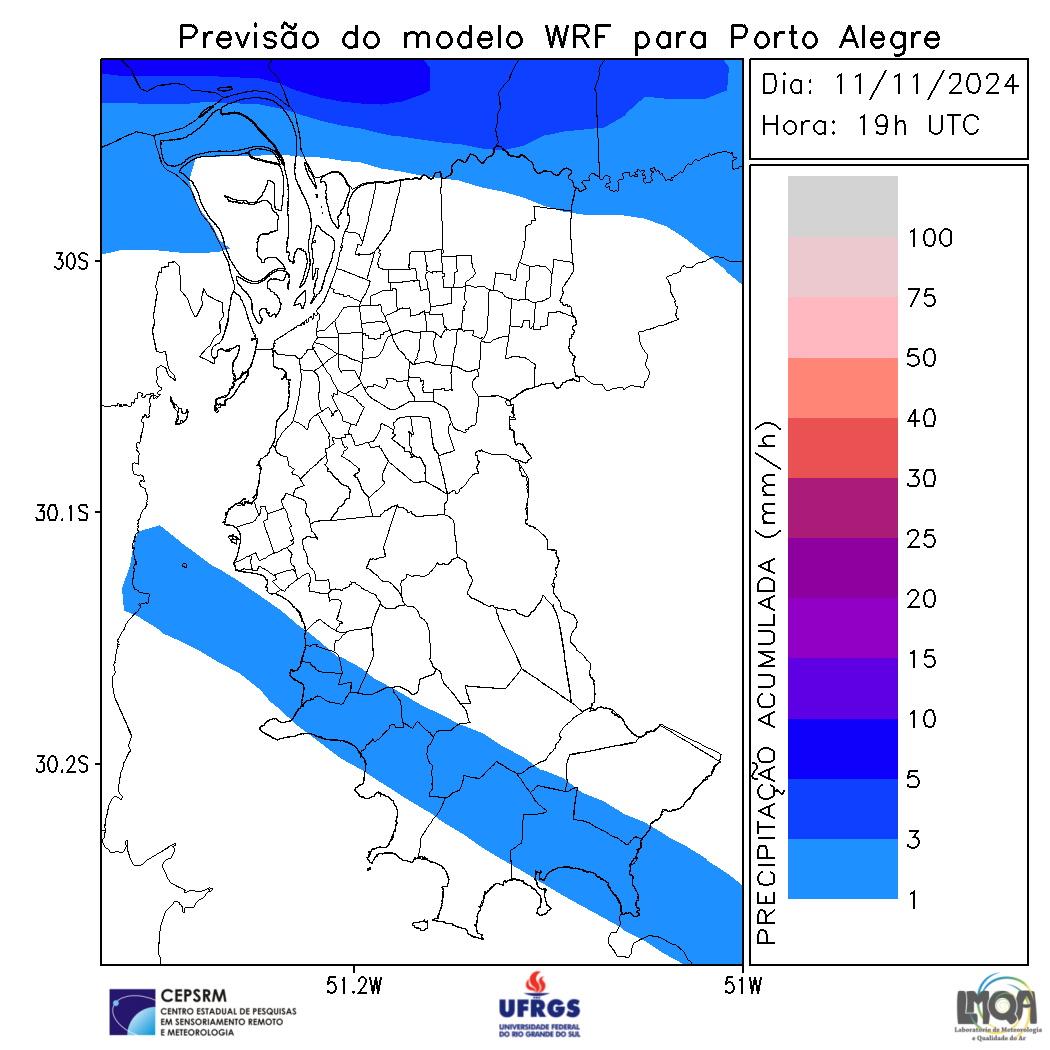 Previsão do modelo WRF para Porto Alegre
Dia: 11/11/2024
Hora: 19h UTC
30S
30.1S
30.2S
51.2W
51W
PRECIPITAÇÃO ACUMULADA (mm/h)
100
75
50
40
30
25
20
15
10
5
3
1
CEPSRM
CENTRO ESTADUAL DE PESQUISAS
EM SENSORIAMENTO REMOTO
E METEOROLOGIA
UFRGS
UNIVERSIDADE FEDERAL
DO RIO GRANDE DO SUL
LMQA
Laboratório de Meteorologia
e Qualidade do Ar